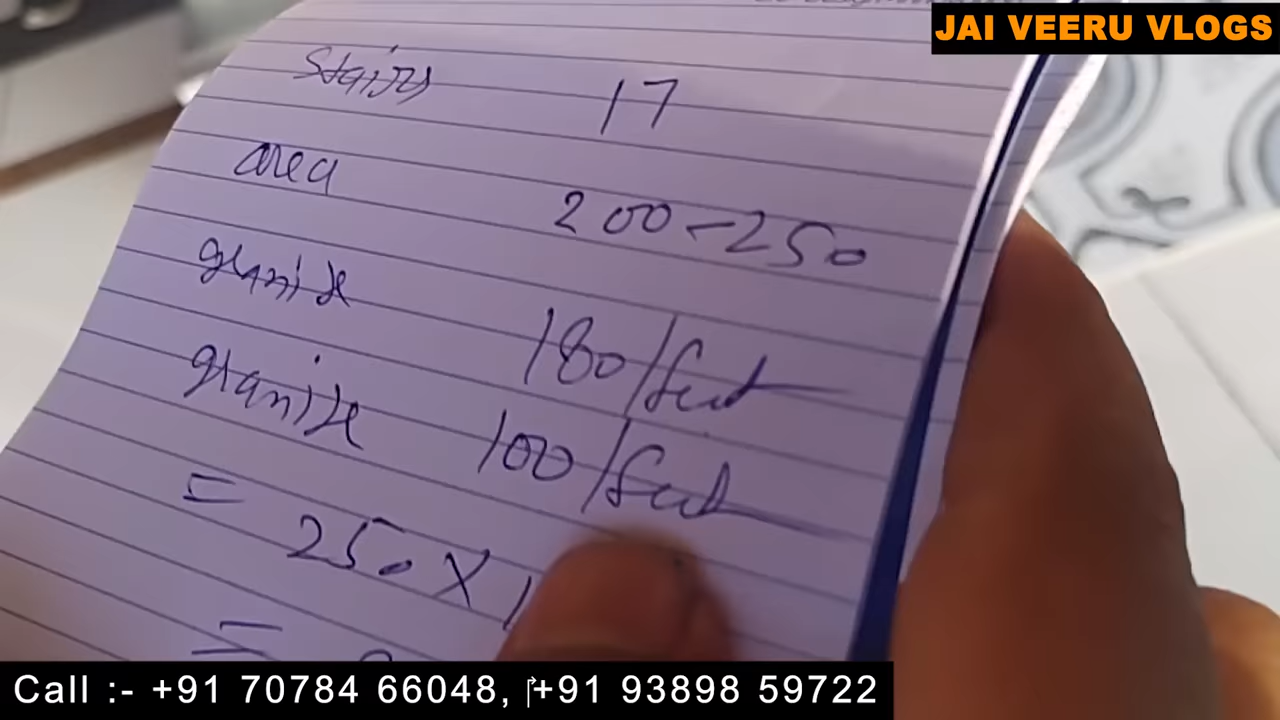 JAI VEERU VLOGS
Stairs 17
area 200-250
granite 180/feet
granite 100/feet
= 250 X 1
=
Call :- +91 70784 66048, +91 93898 59722